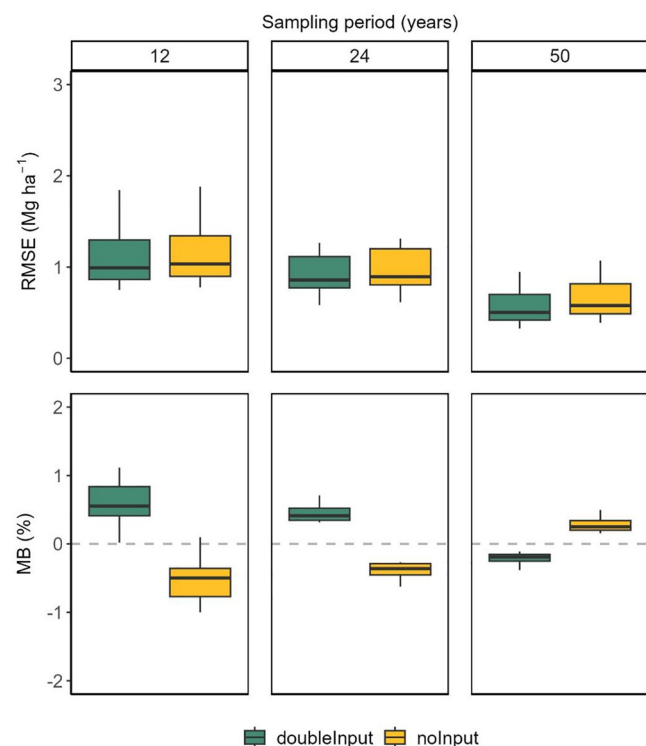 Sampling period (years)
12 24 50
RMSE (Mg ha⁻¹)
3
2
1
0
MB (%)
2
1
0
-1
-2
doubleInput noInput